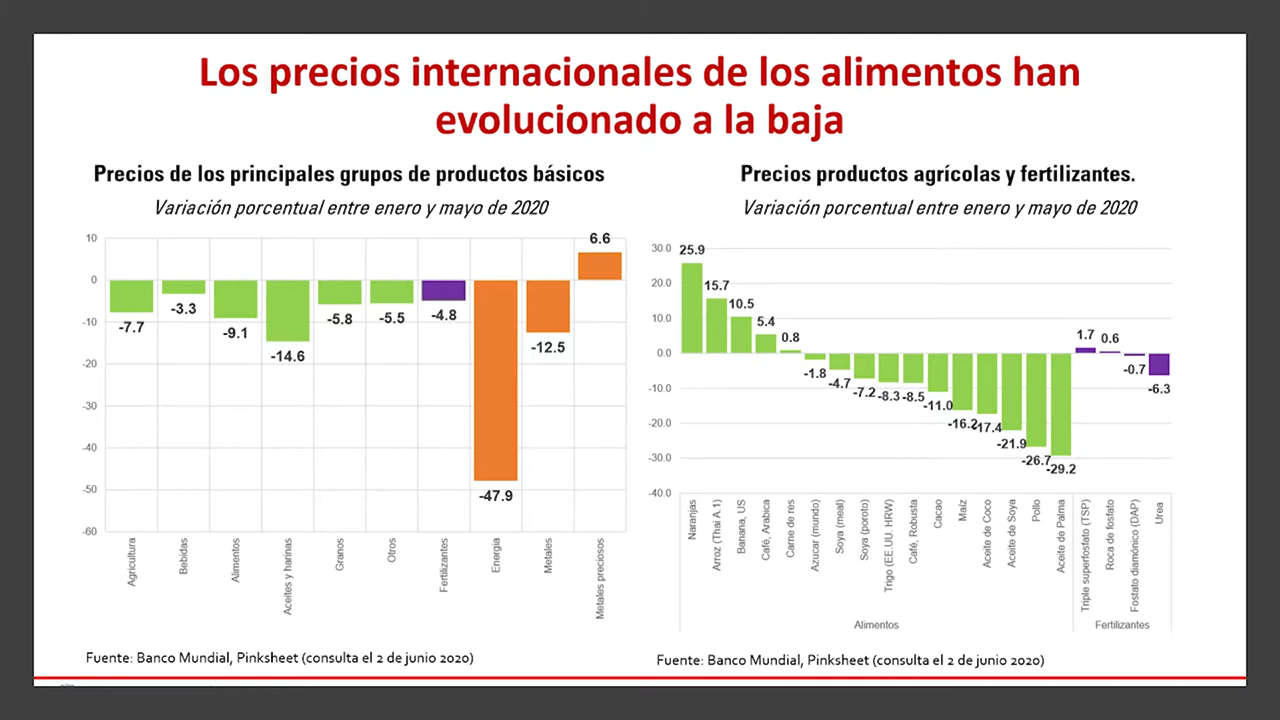 Los precios internacionales de los alimentos han
evolucionado a la baja
Precios de los principales grupos de productos básicos
Variación porcentual entre enero y mayo de 2020
10
0
-10
-20
-30
-40
-50
-60
-7.7
-3.3
-9.1
-14.6
-5.8
-5.5
-4.8
-47.9
-12.5
6.6
Agricultura
Bebidas
Alimentos
Aceites y harinas
Granos
Otros
Fertilizantes
Energia
Metales
Metales preciosos
Fuente: Banco Mundial, Pinksheet (consulta el 2 de junio 2020)
Precios productos agrícolas y fertilizantes.
Variación porcentual entre enero y mayo de 2020
30.0
20.0
10.0
0.0
-10.0
-20.0
-30.0
-40.0
25.9
15.7
10.5
5.4
0.8
-1.8
-4.7
-7.2
-8.3
-8.5
-11.0
-16.2
-17.4
-21.9
-26.7
-29.2
1.7
0.6
-0.7
-6.3
Naranjas
Arroz (Thai A.1)
Banana, US
Café, Arabica
Carne de res
Azucar (mundo)
Soya (meal)
Soya (poroto)
Trigo (EE.UU. HRW)
Café, Robusta
Cacao
Maíz
Aceite de Coco
Aceite de Soya
Pollo
Aceite de Palma
Triple superfosfato (TSP)
Roca de fosfato
Fostato diamónico (DAP)
Urea
Alimentos
Fertilizantes
Fuente: Banco Mundial, Pinksheet (consulta el 2 de junio 2020)